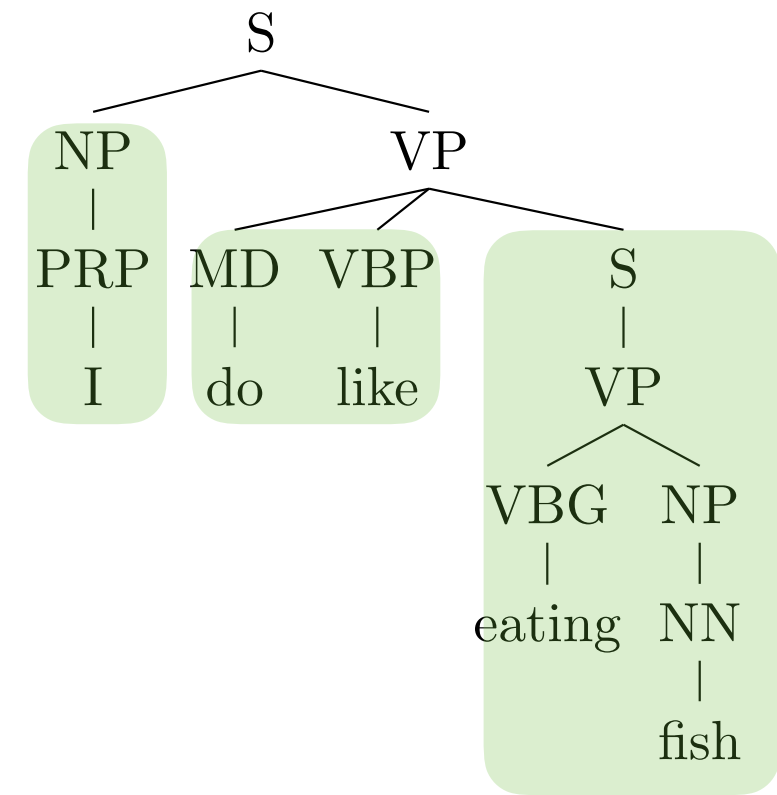 S
NP VP
PRP MD VBP S
I do like VP
VBG NP
eating NN
fish